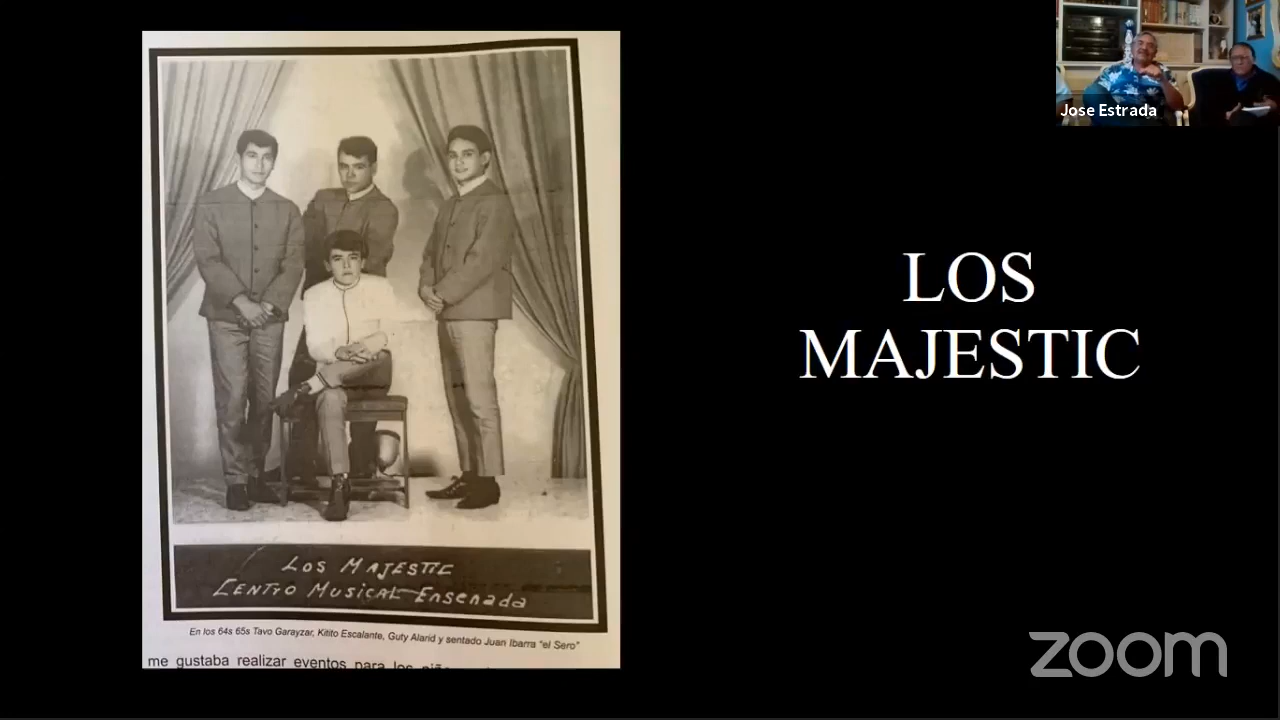 Jose Estrada
LOS
MAJESTIC
LOS MAJESTIC
CENTrO MUSICAL Ensenada
En los 64s 65s Tavo Garayzar, Kitito Escalante, Guty Alarid y sentado Juan Ibarra "el Sero"
me gustaba realizar eventos para los
zoom